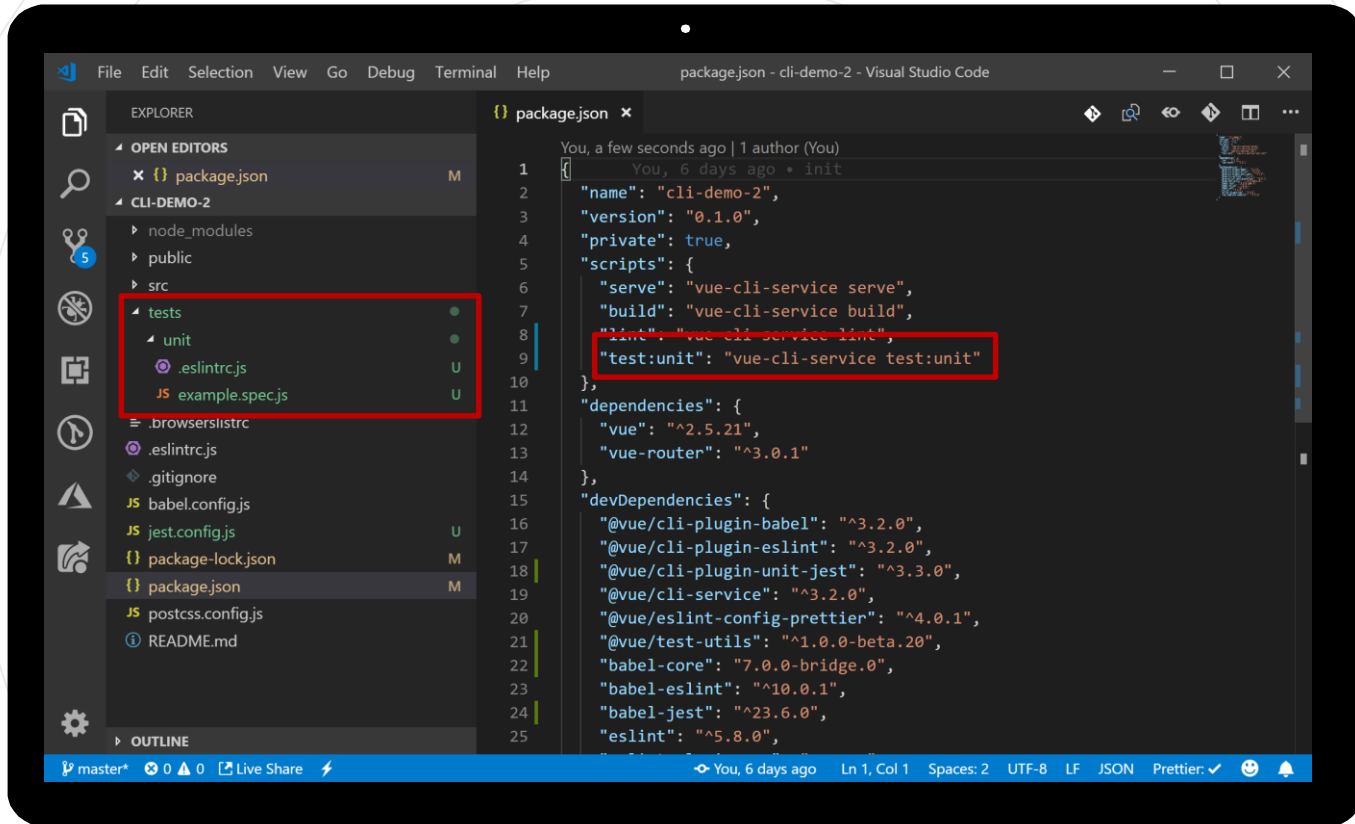 File Edit Selection View Go Debug Terminal Help
package.json - cli-demo-2 - Visual Studio Code
EXPLORER
OPEN EDITORS
{} package.json M
CLI-DEMO-2
node_modules
public
src
tests
unit
.eslintrc.js U
JS example.spec.js U
.browserslistrc
.eslintrc.js
.gitignore
JS babel.config.js
JS jest.config.js U
{} package-lock.json M
{} package.json M
JS postcss.config.js
README.md
OUTLINE
5
{} package.json
You, a few seconds ago | 1 author (You)
1 { You, 6 days ago • init
2 "name": "cli-demo-2",
3 "version": "0.1.0",
4 "private": true,
5 "scripts": {
6 "serve": "vue-cli-service serve",
7 "build": "vue-cli-service build",
8 "lint": "vue-cli-service lint",
9 "test:unit": "vue-cli-service test:unit"
10 },
11 "dependencies": {
12 "vue": "^2.5.21",
13 "vue-router": "^3.0.1"
14 },
15 "devDependencies": {
16 "@vue/cli-plugin-babel": "^3.2.0",
17 "@vue/cli-plugin-eslint": "^3.2.0",
18 "@vue/cli-plugin-unit-jest": "^3.3.0",
19 "@vue/cli-service": "^3.2.0",
20 "@vue/eslint-config-prettier": "^4.0.1",
21 "@vue/test-utils": "^1.0.0-beta.20",
22 "babel-core": "7.0.0-bridge.0",
23 "babel-eslint": "^10.0.1",
24 "babel-jest": "^23.6.0",
25 "eslint": "^5.8.0",
master* 0 0 Live Share
You, 6 days ago Ln 1, Col 1 Spaces: 2 UTF-8 LF JSON Prettier: ✓